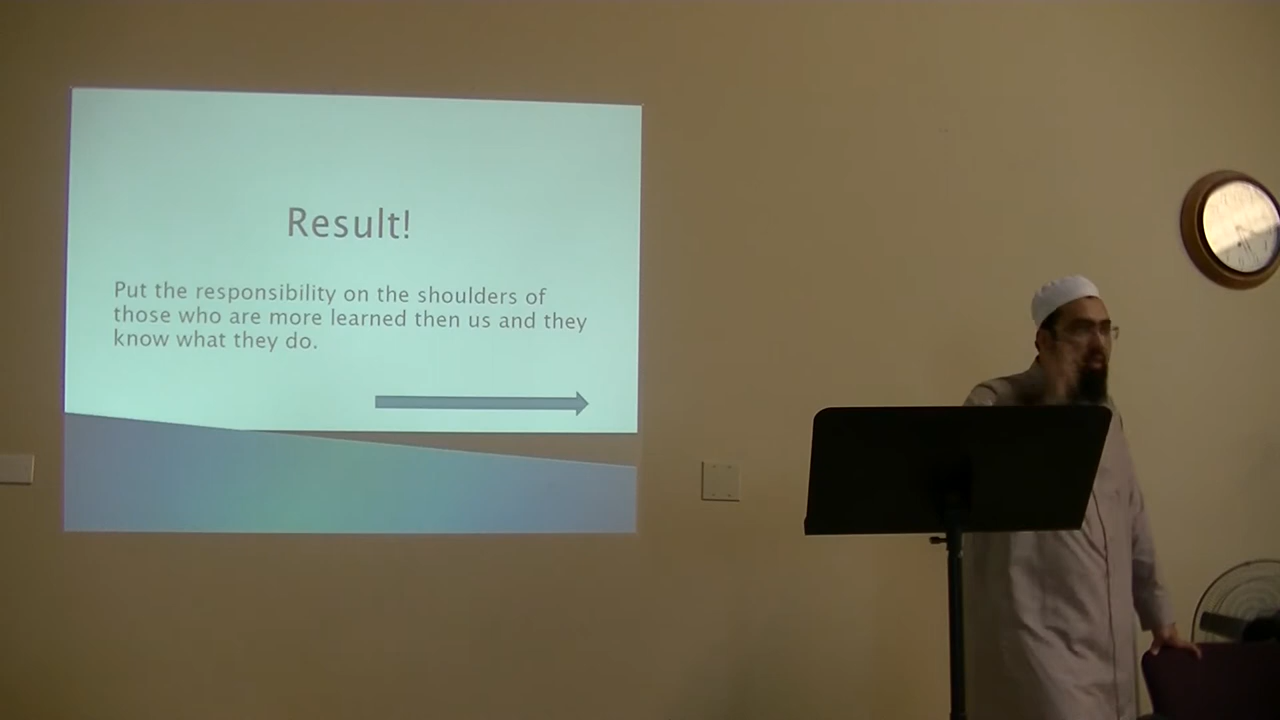 Result!
Put the responsibility on the shoulders of
those who are more learned then us and they
know what they do.